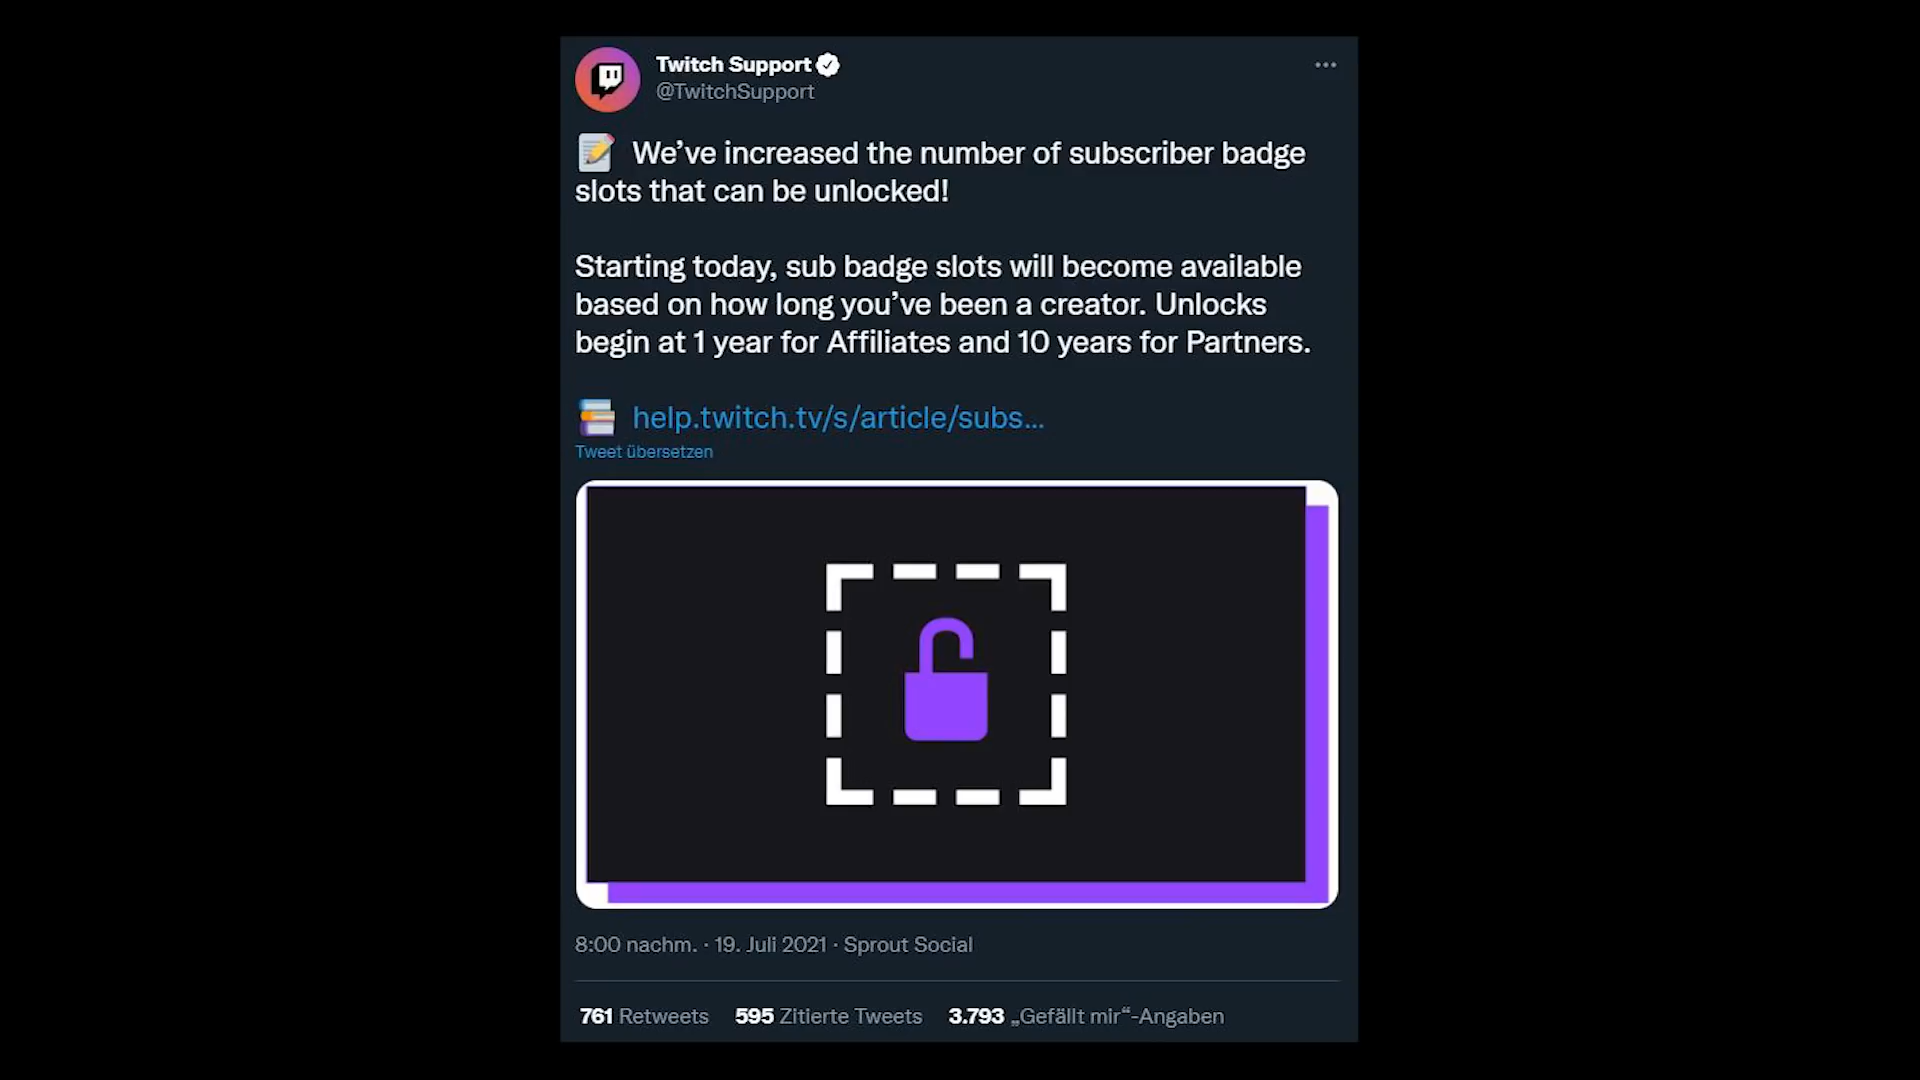 Twitch Support
@TwitchSupport
We’ve increased the number of subscriber badge
slots that can be unlocked!
Starting today, sub badge slots will become available
based on how long you’ve been a creator. Unlocks
begin at 1 year for Affiliates and 10 years for Partners.
help.twitch.tv/s/article/subs...
Tweet übersetzen
8:00 nachm. · 19. Juli 2021 · Sprout Social
761 Retweets 595 Zitierte Tweets 3.793 „Gefällt mir“-Angaben